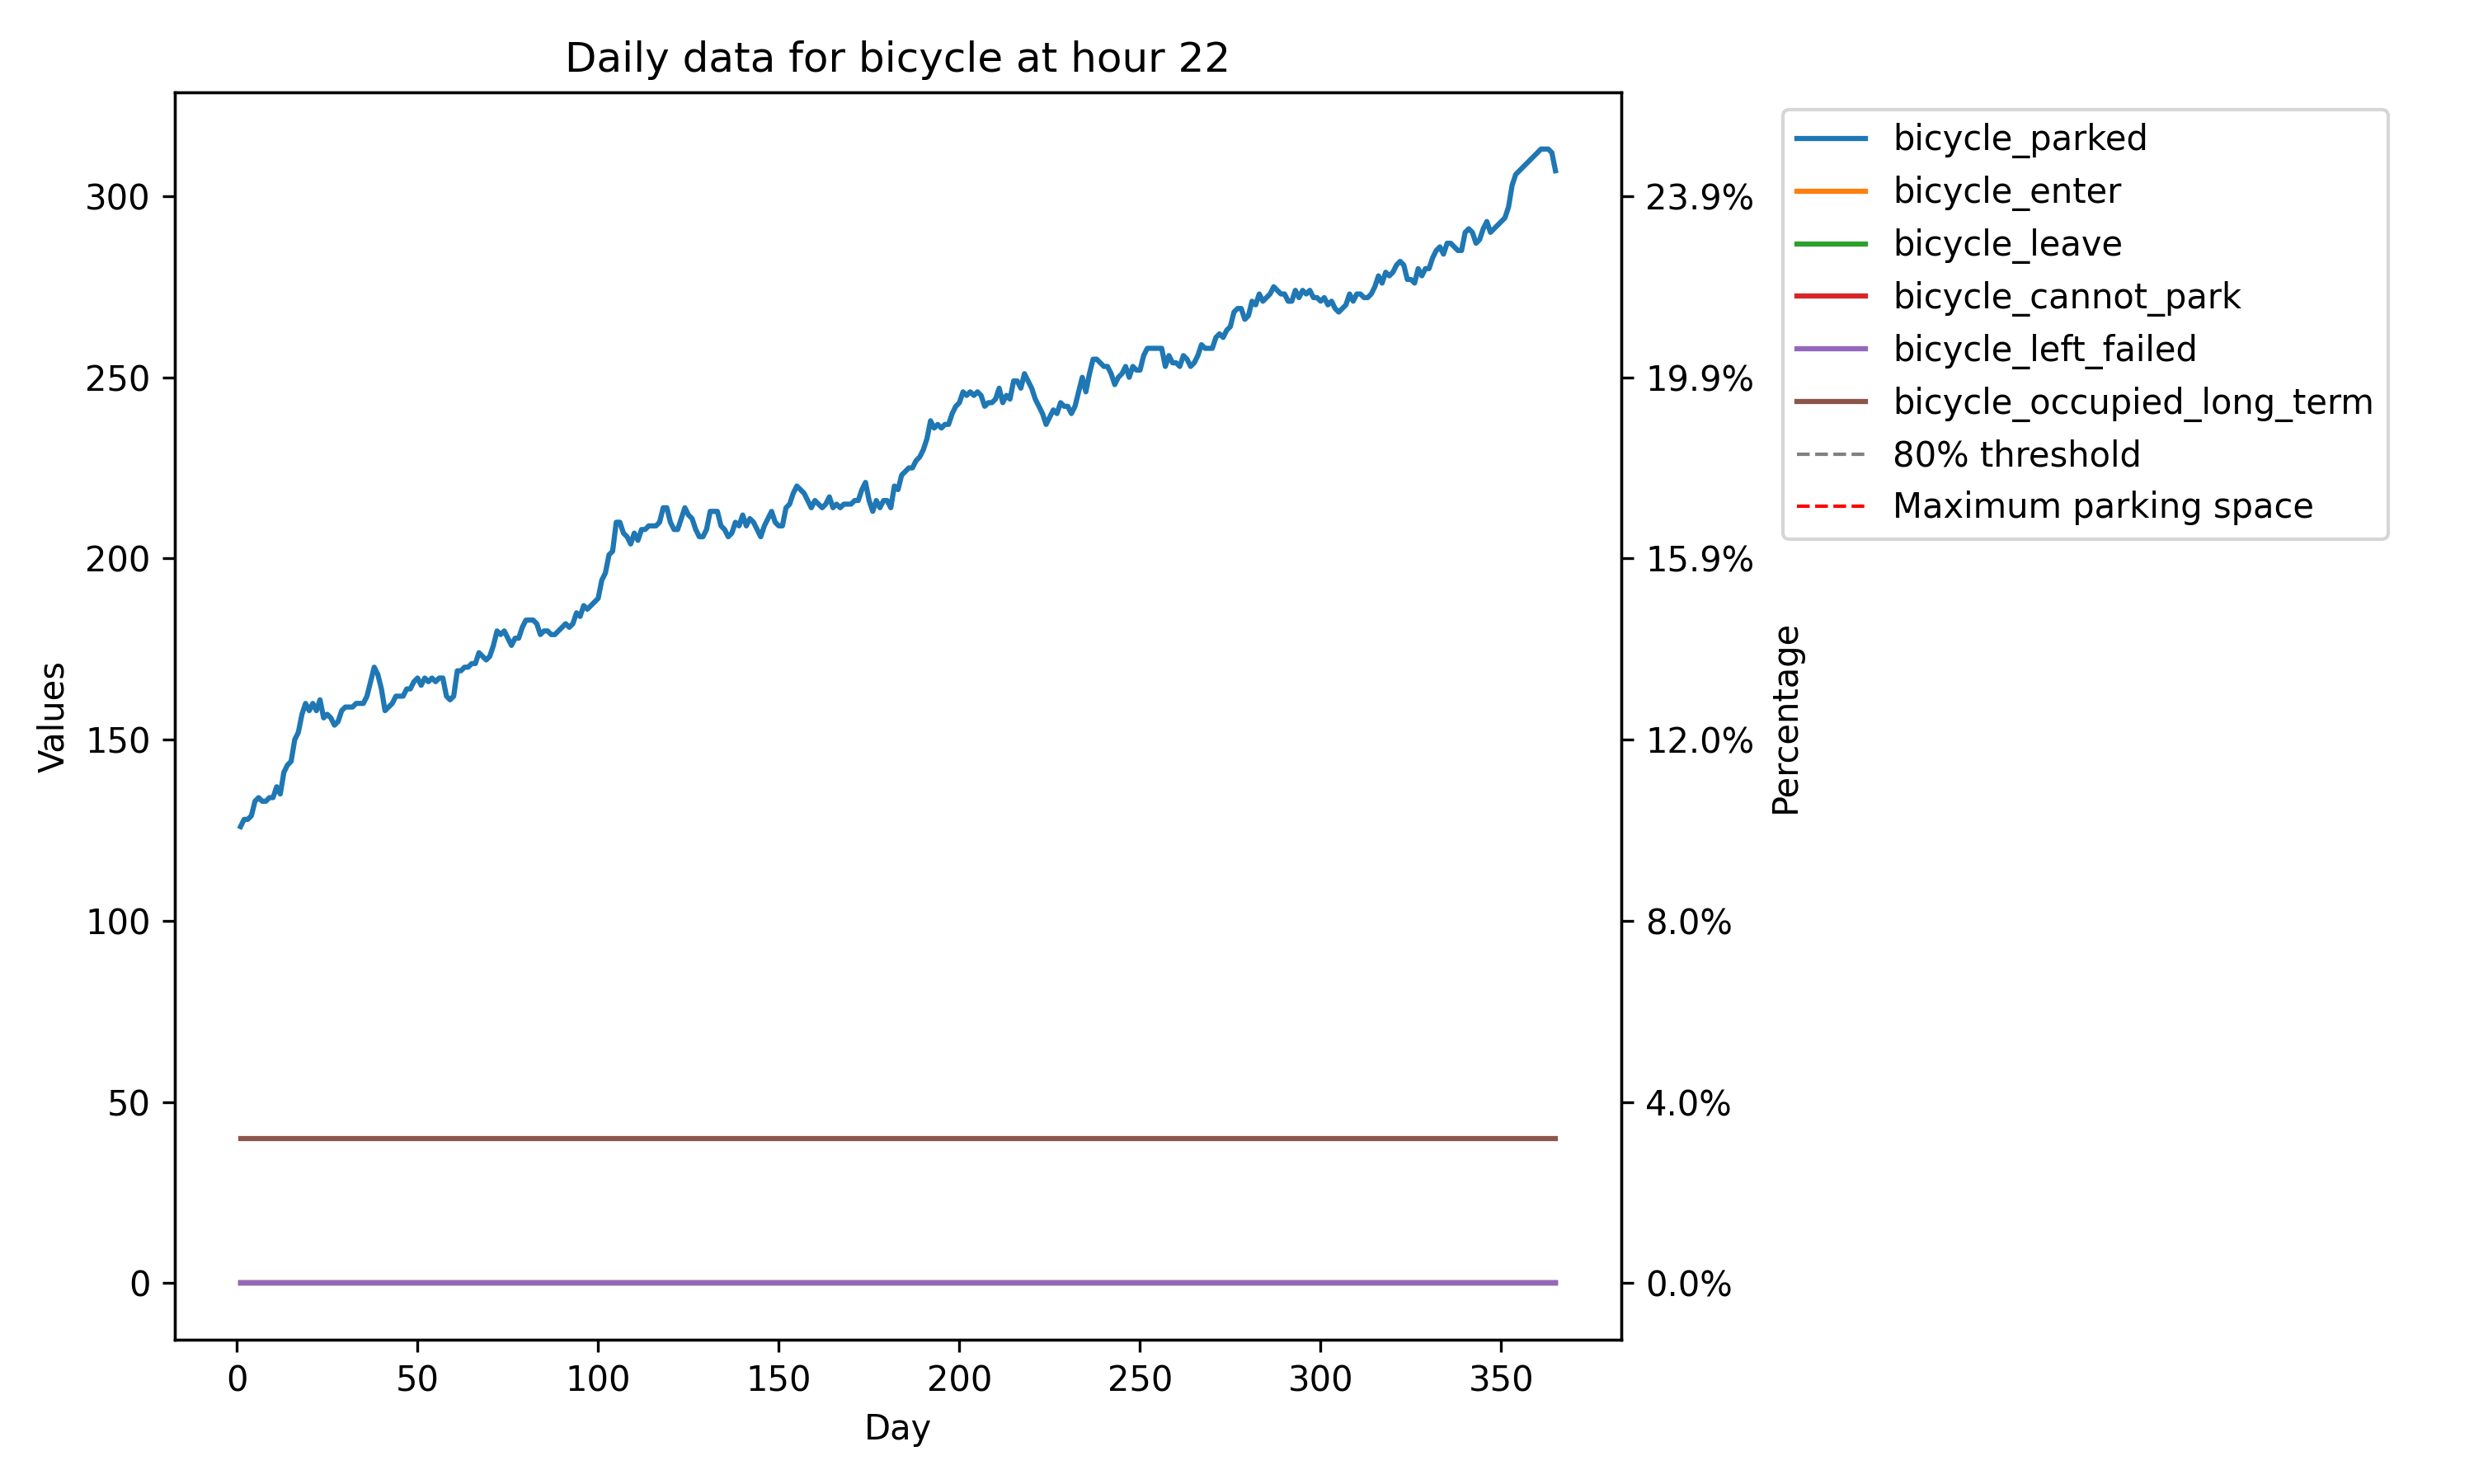 Daily data for bicycle at hour 22
Values
300
250
200
150
100
50
0
0 50 100 150 200 250 300 350
Day
23.9%
19.9%
15.9%
12.0%
8.0%
4.0%
0.0%
Percentage
bicycle_parked
bicycle_enter
bicycle_leave
bicycle_cannot_park
bicycle_left_failed
bicycle_occupied_long_term
80% threshold
Maximum parking space